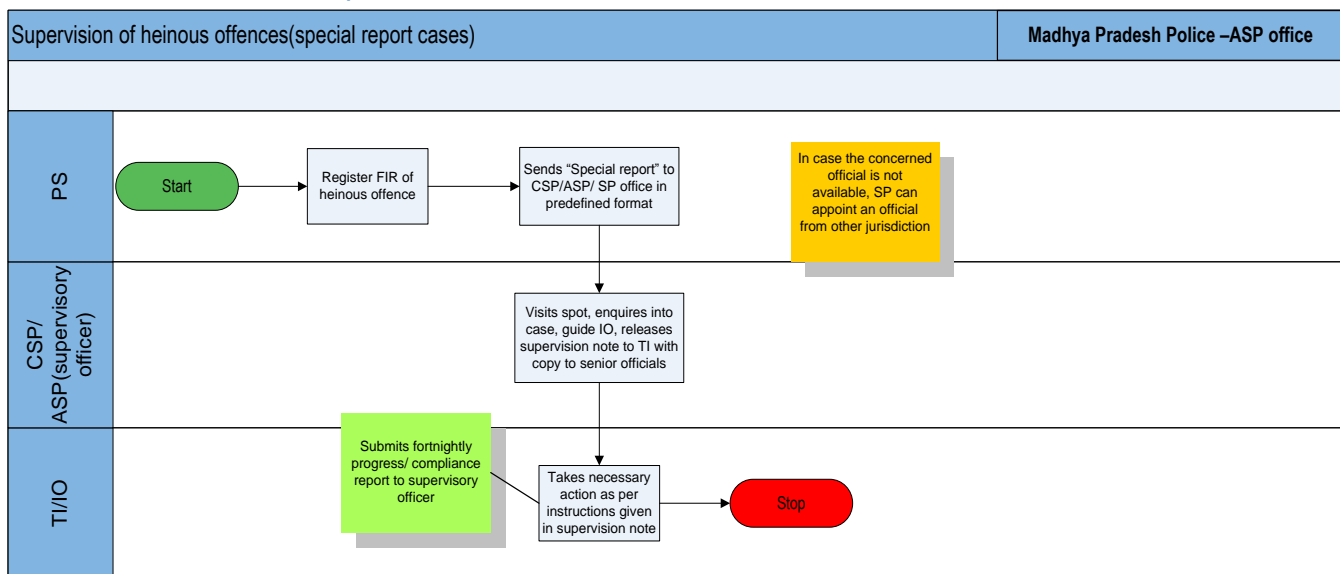 Supervision of heinous offences(special report cases)
Madhya Pradesh Police –ASP office
PS
Start
Register FIR of
heinous offence
Sends “Special report” to
CSP/ASP/ SP office in
predefined format
In case the concerned
official is not
available, SP can
appoint an official
from other jurisdiction
CSP/
ASP(supervisory
officer)
Visits spot, enquires into
case, guide IO, releases
supervision note to TI with
copy to senior officials
TI/IO
Submits fortnightly
progress/ compliance
report to supervisory
officer
Takes necessary
action as per
instructions given
in supervision note
Stop